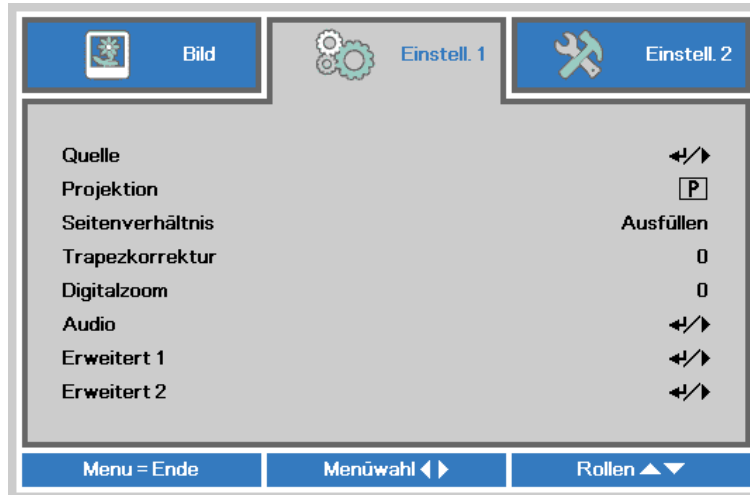 Bild
Einstell. 1
Einstell. 2
Quelle
Projektion P
Seitenverhältnis Ausfüllen
Trapezkorrektur 0
Digitalzoom 0
Audio
Erweitert 1
Erweitert 2
Menu = Ende
Menüwahl
Rollen